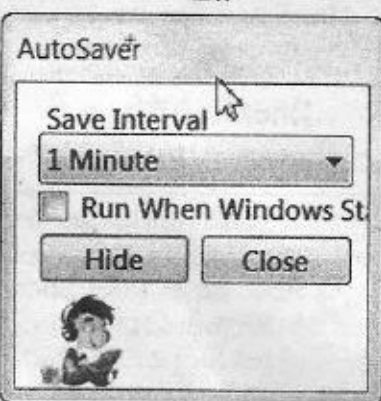 AutoSaver
Save Interval
1 Minute
Run When Windows St
Hide
Close